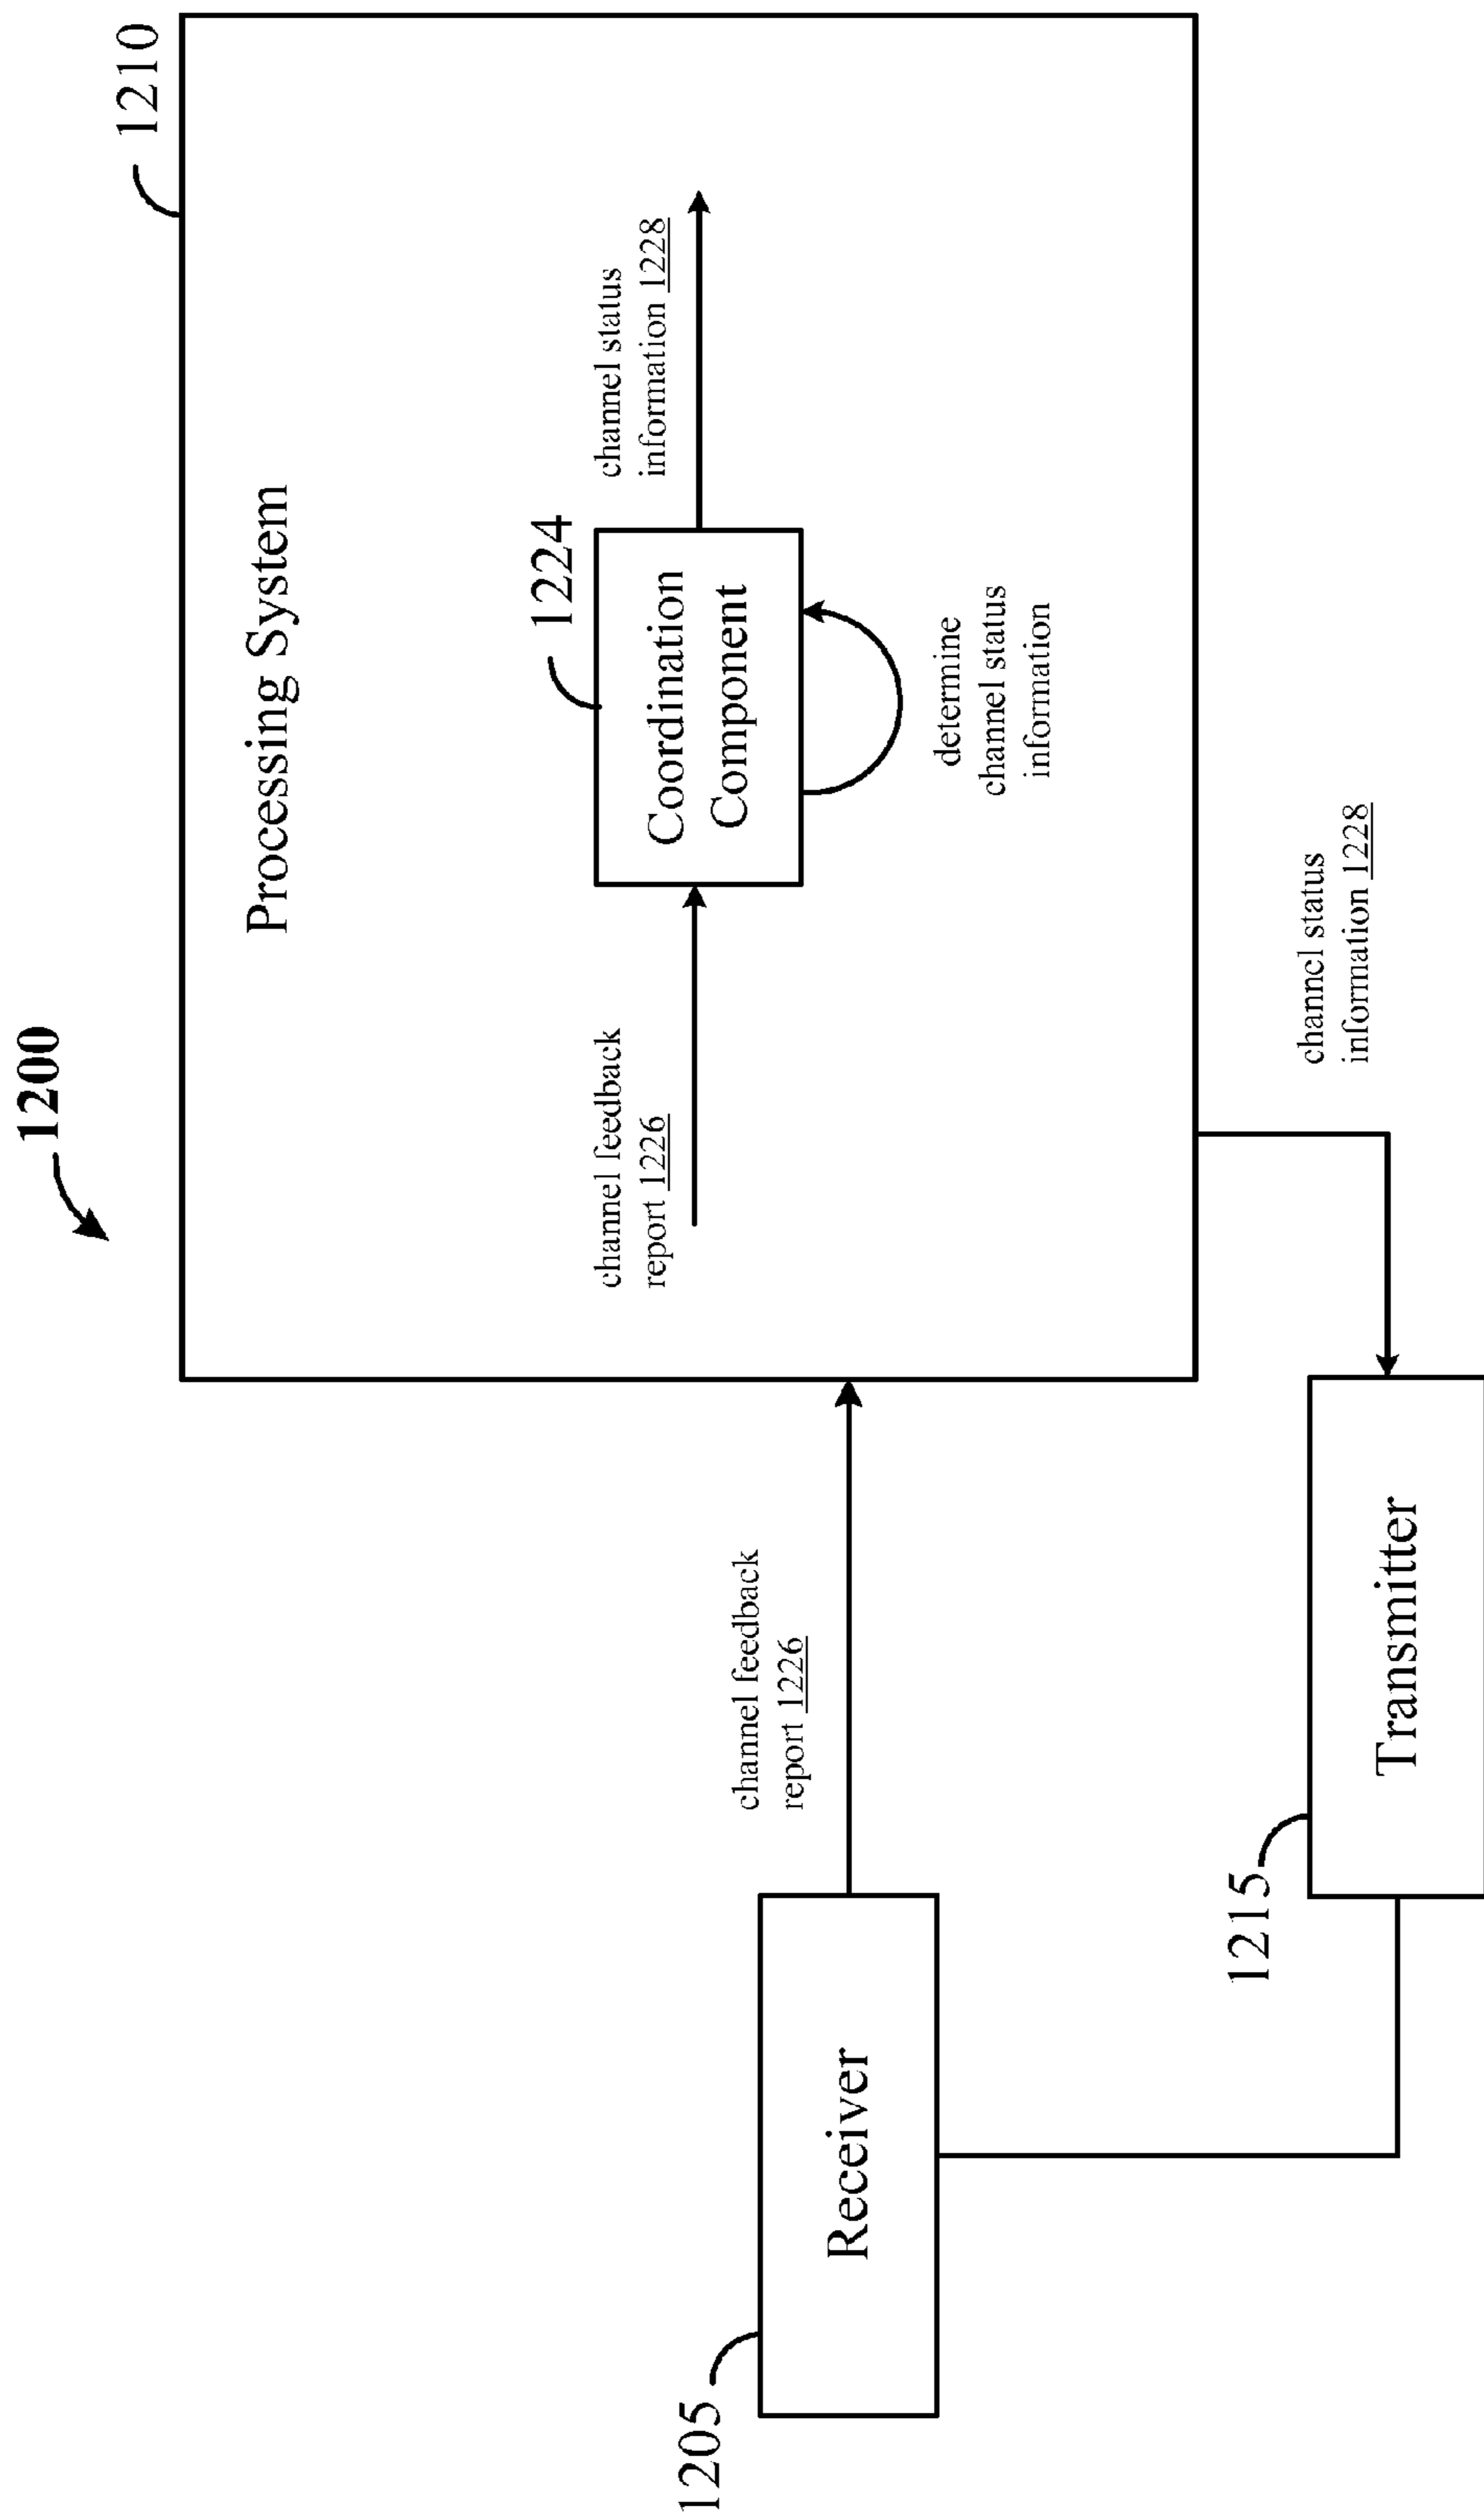 1200
1210
Processing System
1224
Coordination
Component
channel feedback
report 1226
channel status
information 1228
determine
channel status
information
channel feedback
report 1226
1205
Receiver
channel status
information 1228
1215
Transmitter